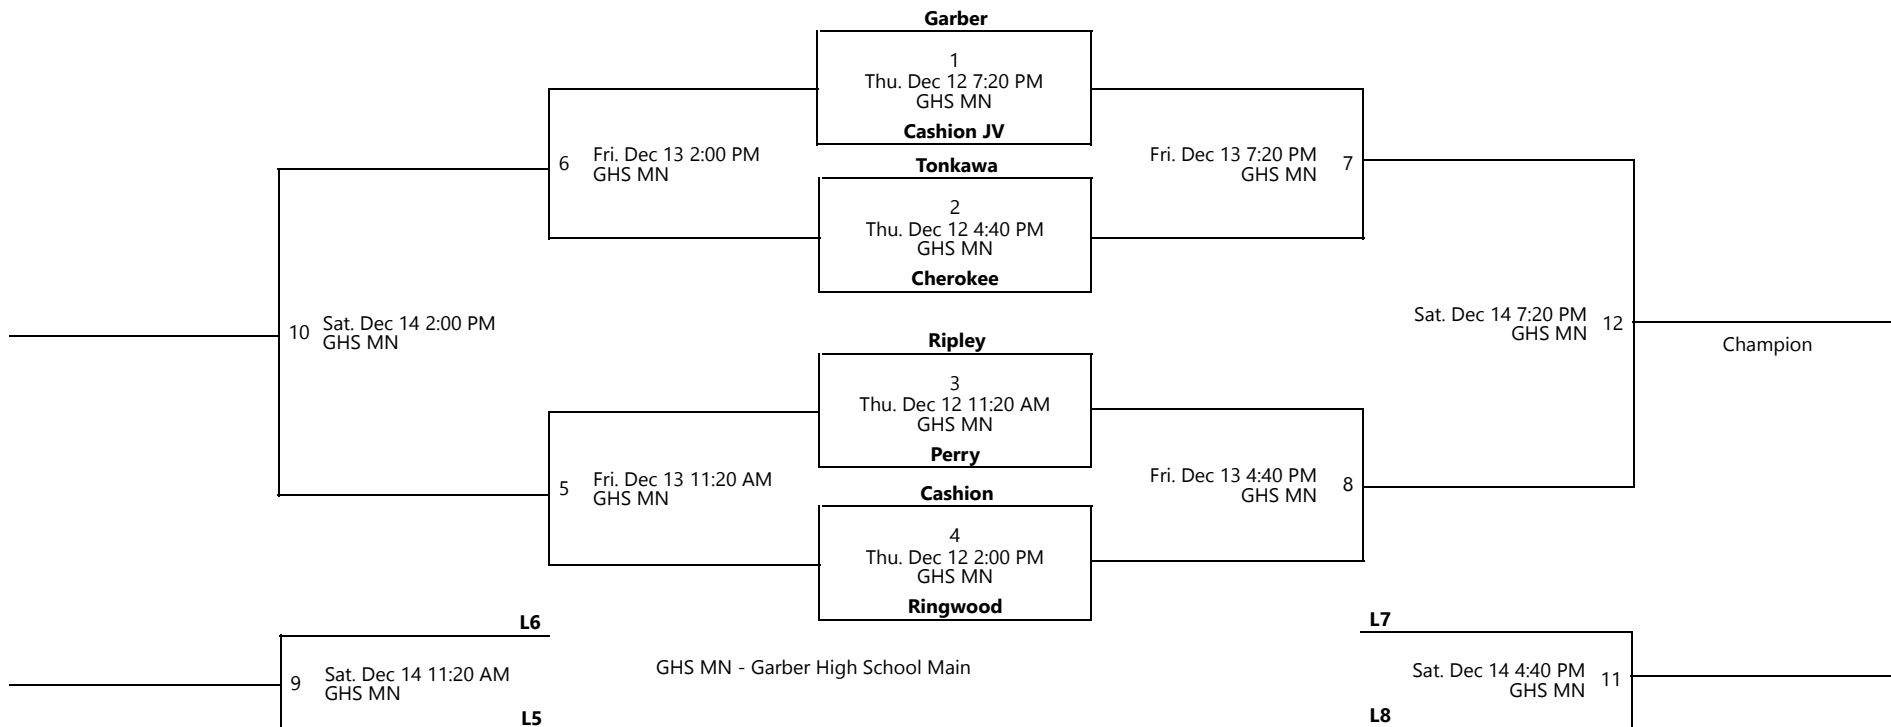 Garber
1
Thu. Dec 12 7:20 PM
GHS MN
Cashion JV
6
Fri. Dec 13 2:00 PM
GHS MN
Fri. Dec 13 7:20 PM
GHS MN
7
Tonkawa
2
Thu. Dec 12 4:40 PM
GHS MN
Cherokee
10
Sat. Dec 14 2:00 PM
GHS MN
Sat. Dec 14 7:20 PM
GHS MN
12
Champion
Ripley
3
Thu. Dec 12 11:20 AM
GHS MN
Perry
5
Fri. Dec 13 11:20 AM
GHS MN
Fri. Dec 13 4:40 PM
GHS MN
8
Cashion
4
Thu. Dec 12 2:00 PM
GHS MN
Ringwood
L6
9
Sat. Dec 14 11:20 AM
GHS MN
L5
GHS MN - Garber High School Main
L7
Sat. Dec 14 4:40 PM
GHS MN
11
L8